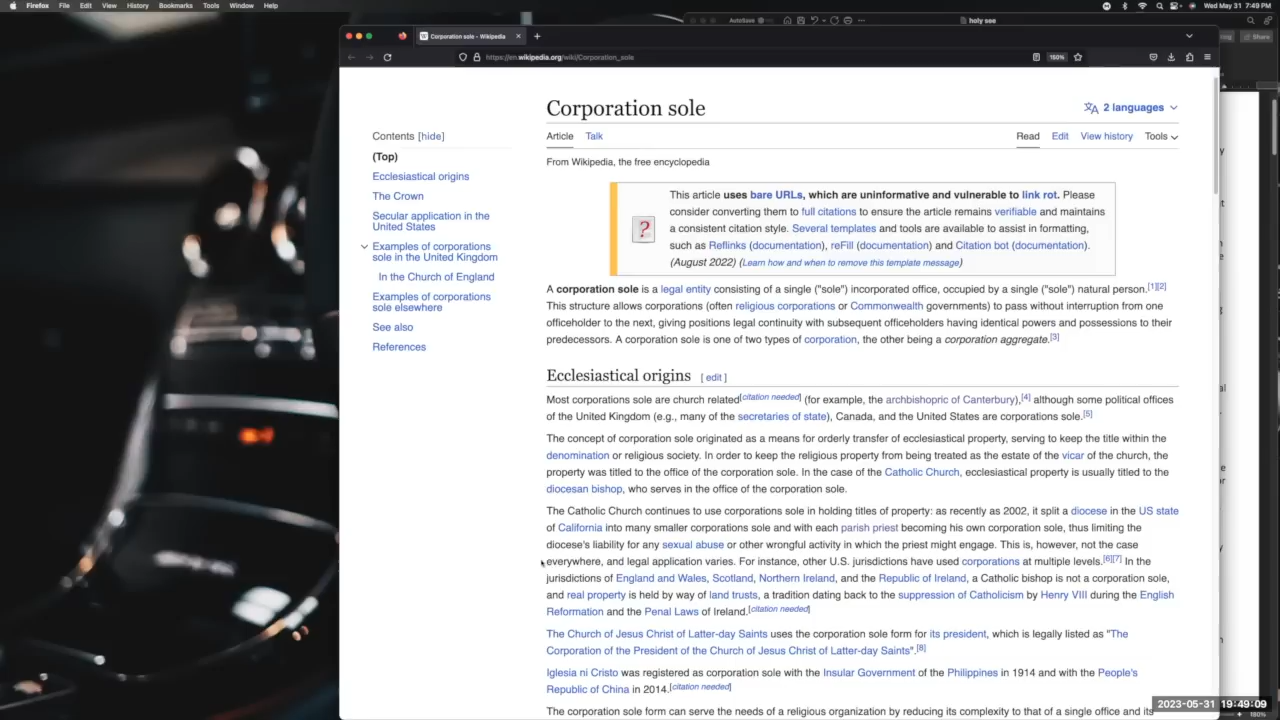 Firefox File Edit View History Bookmarks Tools Window Help
Wed May 31 7:49 PM
AutoSave
holy see
Share
Corporation sole - Wikipedia
https://en.wikipedia.org/wiki/Corporation_sole
150%
Corporation sole
2 languages
Contents [hide]
(Top)
Ecclesiastical origins
The Crown
Secular application in the
United States
Examples of corporations
sole in the United Kingdom
In the Church of England
Examples of corporations
sole elsewhere
See also
References
Article Talk
Read Edit View history Tools
From Wikipedia, the free encyclopedia
This article uses bare URLs, which are uninformative and vulnerable to link rot. Please
consider converting them to full citations to ensure the article remains verifiable and maintains
a consistent citation style. Several templates and tools are available to assist in formatting,
such as Reflinks (documentation), reFill (documentation) and Citation bot (documentation).
(August 2022) (Learn how and when to remove this template message)
A corporation sole is a legal entity consisting of a single ("sole") incorporated office, occupied by a single ("sole") natural person.[1][2]
This structure allows corporations (often religious corporations or Commonwealth governments) to pass without interruption from one
officeholder to the next, giving positions legal continuity with subsequent officeholders having identical powers and possessions to their
predecessors. A corporation sole is one of two types of corporation, the other being a corporation aggregate.[3]
Ecclesiastical origins [ edit ]
Most corporations sole are church related[citation needed] (for example, the archbishopric of Canterbury),[4] although some political offices
of the United Kingdom (e.g., many of the secretaries of state), Canada, and the United States are corporations sole.[5]
The concept of corporation sole originated as a means for orderly transfer of ecclesiastical property, serving to keep the title within the
denomination or religious society. In order to keep the religious property from being treated as the estate of the vicar of the church, the
property was titled to the office of the corporation sole. In the case of the Catholic Church, ecclesiastical property is usually titled to the
diocesan bishop, who serves in the office of the corporation sole.
The Catholic Church continues to use corporations sole in holding titles of property: as recently as 2002, it split a diocese in the US state
of California into many smaller corporations sole and with each parish priest becoming his own corporation sole, thus limiting the
diocese's liability for any sexual abuse or other wrongful activity in which the priest might engage. This is, however, not the case
everywhere, and legal application varies. For instance, other U.S. jurisdictions have used corporations at multiple levels.[6][7] In the
jurisdictions of England and Wales, Scotland, Northern Ireland, and the Republic of Ireland, a Catholic bishop is not a corporation sole,
and real property is held by way of land trusts, a tradition dating back to the suppression of Catholicism by Henry VIII during the English
Reformation and the Penal Laws of Ireland.[citation needed]
The Church of Jesus Christ of Latter-day Saints uses the corporation sole form for its president, which is legally listed as "The
Corporation of the President of the Church of Jesus Christ of Latter-day Saints".[8]
Iglesia ni Cristo was registered as corporation sole with the Insular Government of the Philippines in 1914 and with the People's
Republic of China in 2014.[citation needed]
The corporation sole form can serve the needs of a religious organization by reducing its complexity to that of a single office and its
2023-05-31 19:49:09